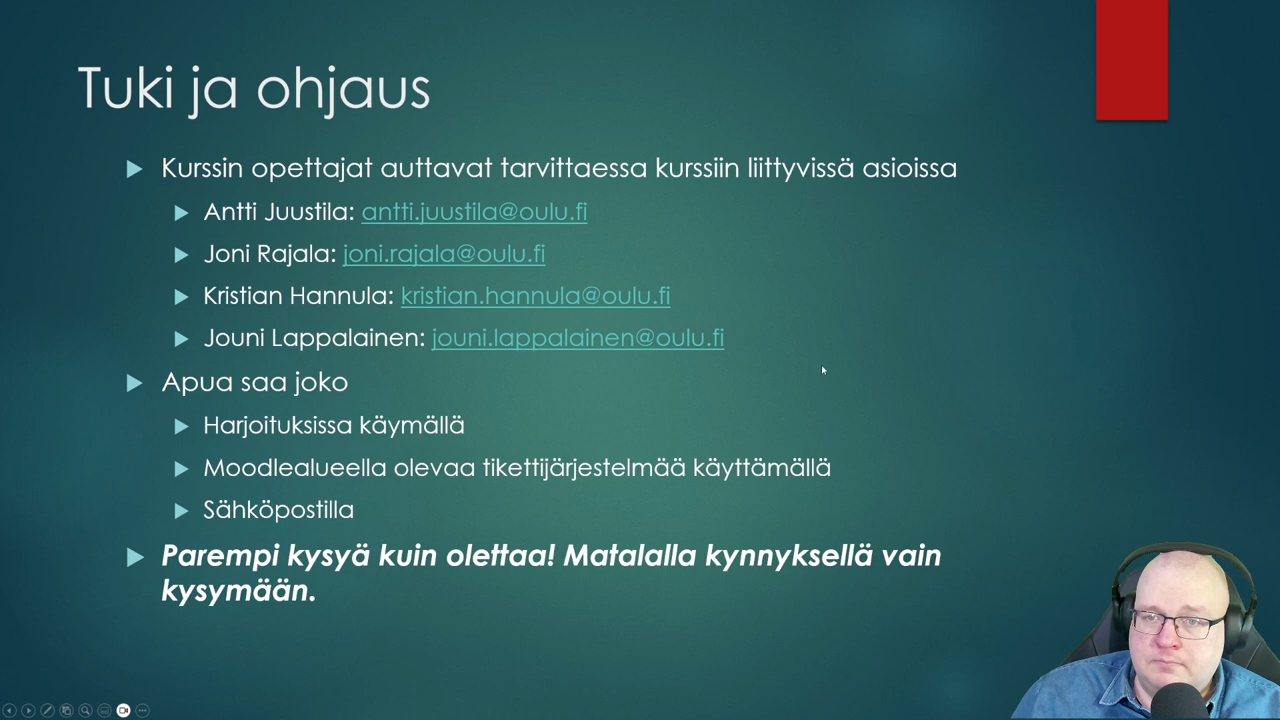 Tuki ja ohjaus
Kurssin opettajat auttavat tarvittaessa kurssiin liittyvissä asioissa
Antti Juustila: antti.juustila@oulu.fi
Joni Rajala: joni.rajala@oulu.fi
Kristian Hannula: kristian.hannula@oulu.fi
Jouni Lappalainen: jouni.lappalainen@oulu.fi
Apua saa joko
Harjoituksissa käymällä
Moodlealueella olevaa tikettijärjestelmää käyttämällä
Sähköpostilla
Parempi kysyä kuin olettaa! Matalalla kynnyksellä vain
kysymään.